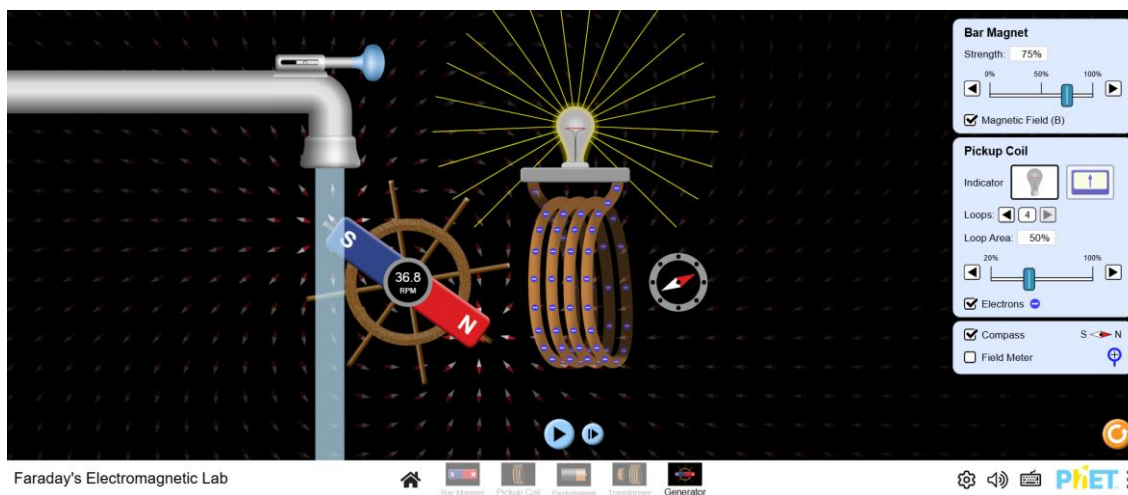 Bar Magnet
Strength: 75%
0% 50% 100%
Magnetic Field (B)
Pickup Coil
Indicator
Loops: 4
Loop Area: 50%
20% 100%
Electrons
Compass S N
Field Meter
S
36.8
RPM
N
Faraday's Electromagnetic Lab
Bar Magnet Pickup Coil Electromagnet Transformer Generator
PhET